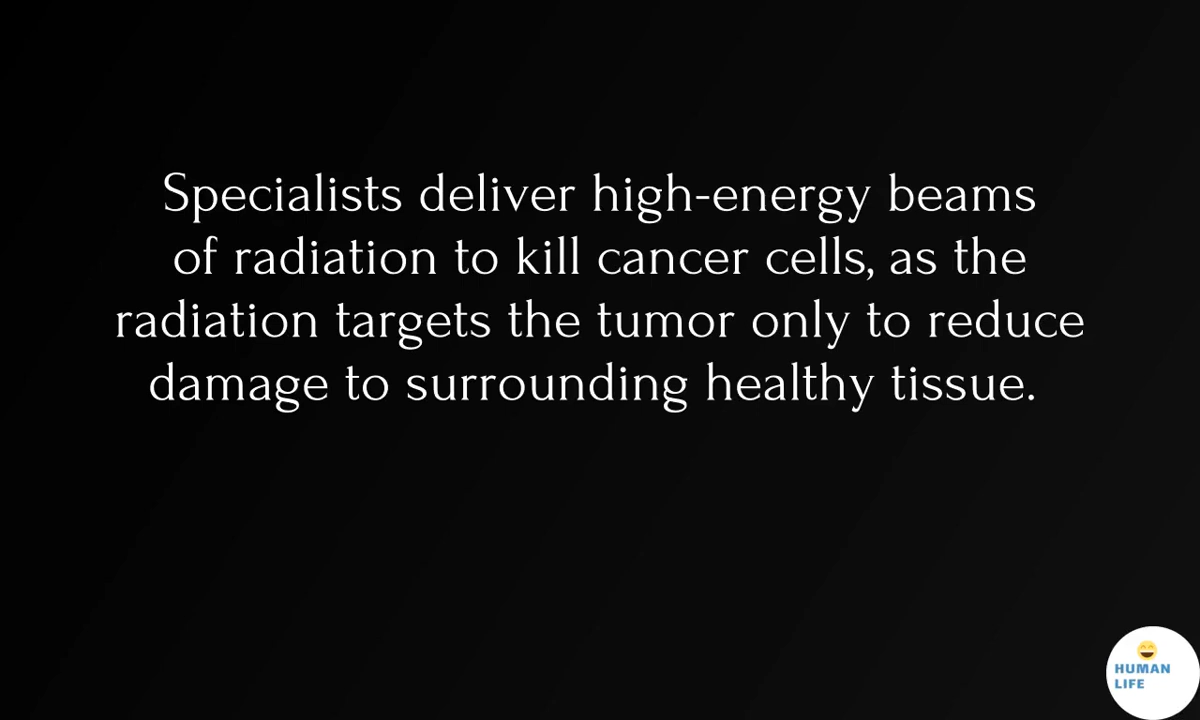 Specialists deliver high-energy beams
of radiation to kill cancer cells, as the
radiation targets the tumor only to reduce
damage to surrounding healthy tissue.
HUMAN
LIFE